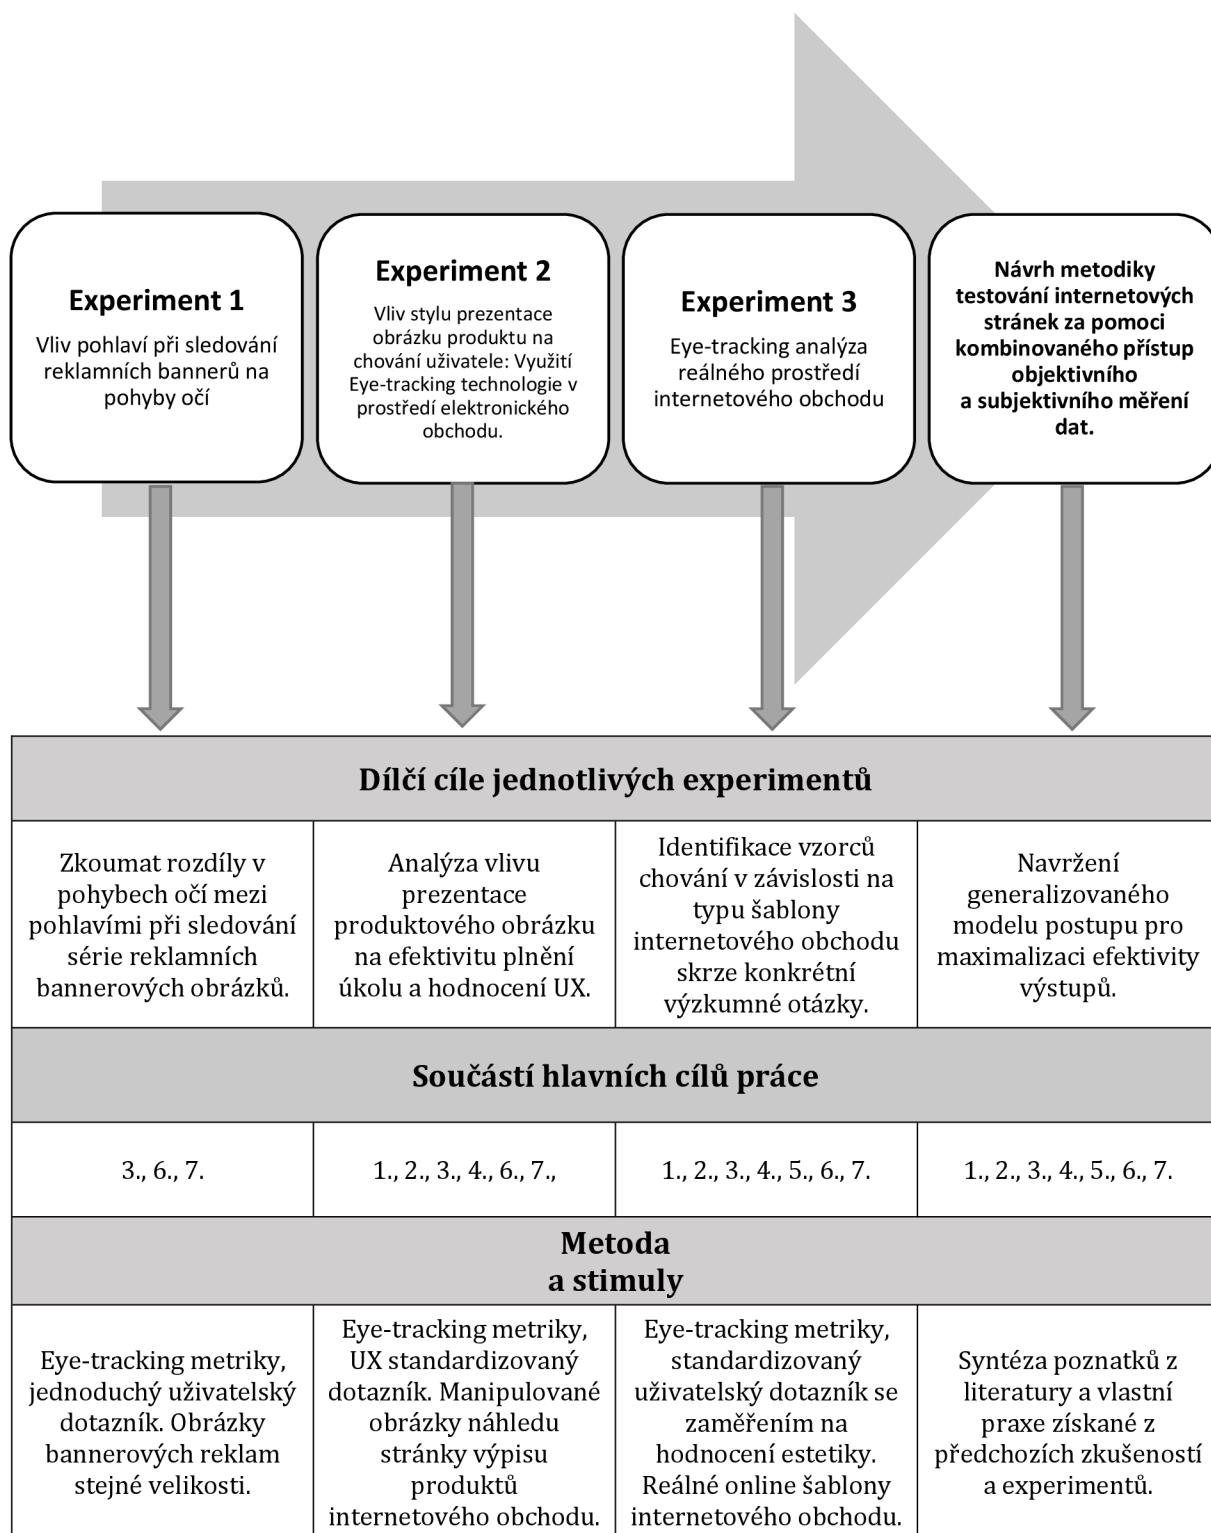 Experiment 1
Vliv pohlaví při sledování
reklamních bannerů na
pohyby očí
Experiment 2
Vliv stylu prezentace
obrázku produktu na
chování uživatele: Využití
Eye-tracking technologie v
prostředí elektronického
obchodu.
Experiment 3
Eye-tracking analýza
reálného prostředí
internetového obchodu
Návrh metodiky
testování internetových
stránek za pomoci
kombinovaného přístup
objektivního
a subjektivního měření
dat.
Dílčí cíle jednotlivých experimentů
Zkoumat rozdíly v
pohybech očí mezi
pohlavími při sledování
série reklamních
bannerových obrázků.
Analýza vlivu
prezentace
produktového obrázku
na efektivitu plnění
úkolu a hodnocení UX.
Identifikace vzorců
chování v závislosti na
typu šablony
internetového obchodu
skrze konkrétní
výzkumné otázky.
Navržení
generalizovaného
modelu postupu pro
maximalizaci efektivity
výstupů.
Součástí hlavních cílů práce
3., 6., 7.
1., 2., 3., 4., 6., 7.,
1., 2., 3., 4., 5., 6., 7.
1., 2., 3., 4., 5., 6., 7.
Metoda
a stimuly
Eye-tracking metriky,
jednoduchý uživatelský
dotazník. Obrázky
bannerových reklam
stejné velikosti.
Eye-tracking metriky,
UX standardizovaný
dotazník. Manipulované
obrázky náhledu
stránky výpisu
produktů
internetového obchodu.
Eye-tracking metriky,
standardizovaný
uživatelský dotazník se
zaměřením na
hodnocení estetiky.
Reálné online šablony
internetového obchodu.
Syntéza poznatků z
literatury a vlastní
praxe získané z
předchozích zkušeností
a experimentů.